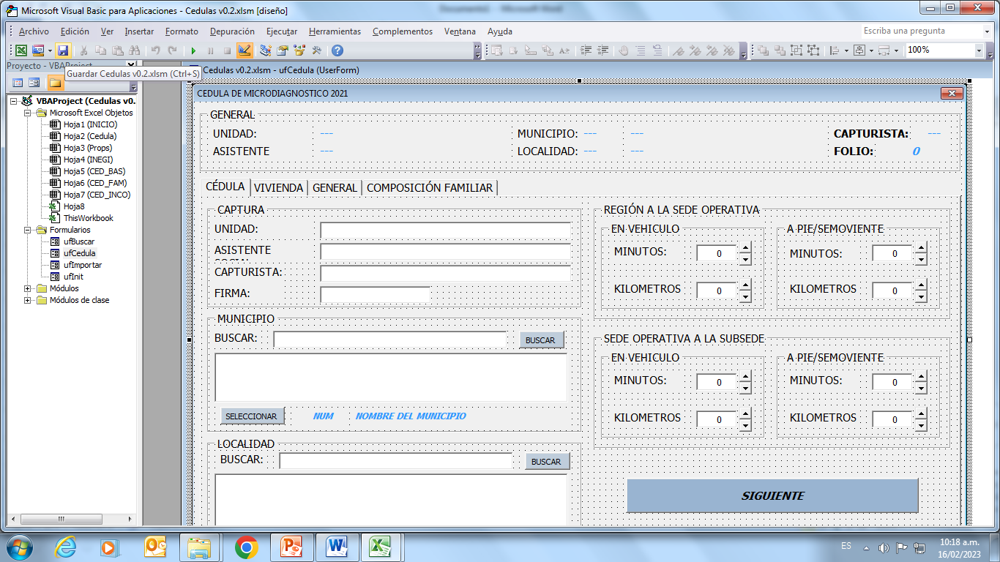 Microsoft Visual Basic para Aplicaciones - Cedulas v0.2.xlsm [diseño]
Archivo Edición Ver Insertar Formato Depuración Ejecutar Herramientas Complementos Ventana Ayuda
Escriba una pregunta
100%
Proyecto - VBAProject
Guardar Cedulas v0.2.xlsm (Ctrl+S)
Cedulas v0.2.xlsm - ufCedula (UserForm)
VBAProject (Cedulas v0.
Microsoft Excel Objetos
Hoja1 (INICIO)
Hoja2 (Cedula)
Hoja3 (Props)
Hoja4 (INEGI)
Hoja5 (CED_BAS)
Hoja6 (CED_FAM)
Hoja7 (CED_INCO)
Hoja8
ThisWorkbook
Formularios
ufBuscar
ufCedula
ufImportar
ufInit
Módulos
Módulos de clase
CEDULA DE MICRODIAGNOSTICO 2021
GENERAL
UNIDAD: --- MUNICIPIO: --- --- CAPTURISTA: ---
ASISTENTE --- LOCALIDAD: --- --- FOLIO: 0
CÉDULA VIVIENDA GENERAL COMPOSICIÓN FAMILIAR
CAPTURA
UNIDAD:
ASISTENTE
CAPTURISTA:
FIRMA:
MUNICIPIO
BUSCAR: BUSCAR
SELECCIONAR NUM NOMBRE DEL MUNICIPIO
LOCALIDAD
BUSCAR: BUSCAR
REGIÓN A LA SEDE OPERATIVA
EN VEHICULO A PIE/SEMOVIENTE
MINUTOS: 0 MINUTOS: 0
KILOMETROS 0 KILOMETROS 0
SEDE OPERATIVA A LA SUBSEDE
EN VEHICULO A PIE/SEMOVIENTE
MINUTOS: 0 MINUTOS: 0
KILOMETROS 0 KILOMETROS 0
SIGUIENTE
ES
10:18 a.m.
16/02/2023